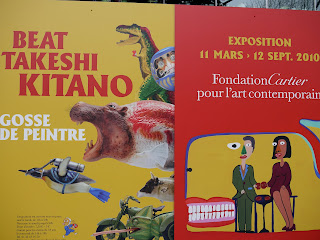 BEAT
TAKESHI
KITANO
GOSSE
DE PEINTRE
EXPOSITION
11 MARS › 12 SEPT. 2010
Fondation Cartier
pour l'art contemporain